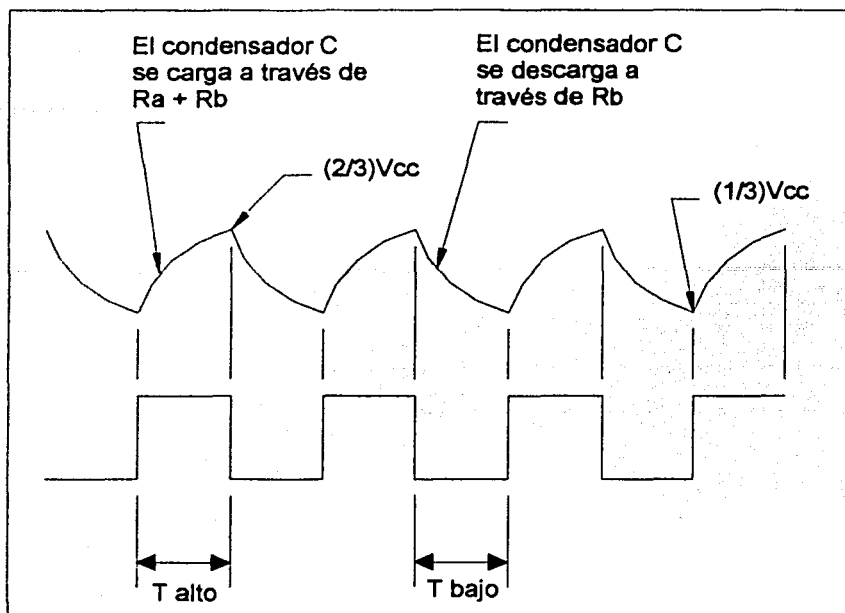 El condensador C
se carga a través de
Ra + Rb
El condensador C
se descarga a
través de Rb
(2/3)Vcc
(1/3)Vcc
T alto
T bajo